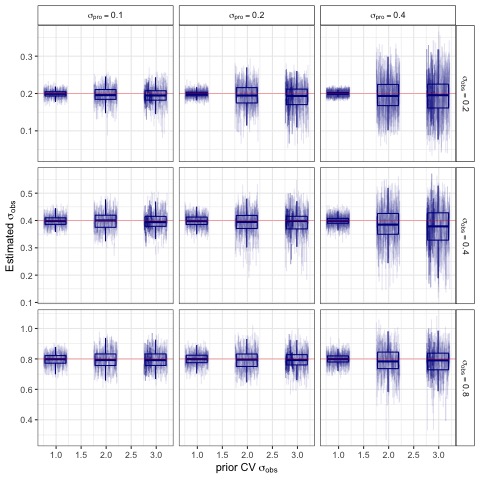 σpro = 0.1
σpro = 0.2
σpro = 0.4
0.3
0.2
0.1
σobs = 0.2
0.5
0.4
0.3
0.2
0.1
σobs = 0.4
1.0
0.8
0.6
0.4
σobs = 0.8
Estimated σobs
1.0 1.5 2.0 2.5 3.0
1.0 1.5 2.0 2.5 3.0
1.0 1.5 2.0 2.5 3.0
prior CV σobs